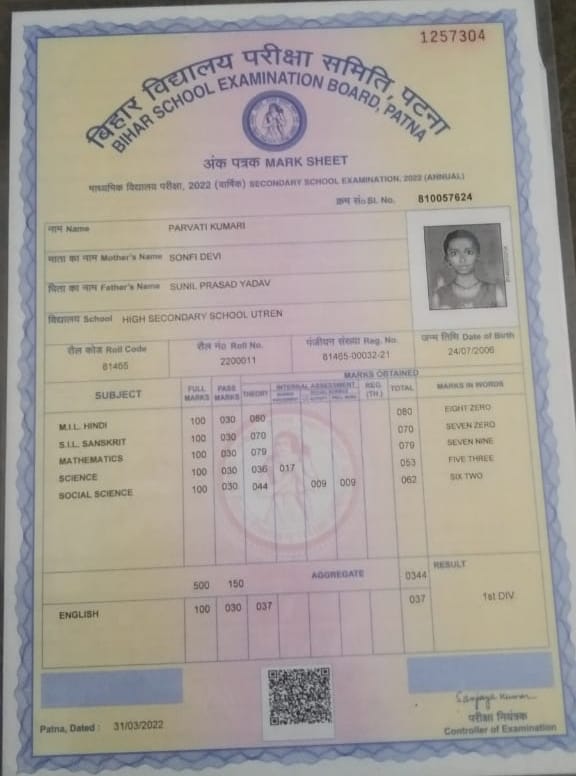 1257304
बिहार विद्यालय परीक्षा समिति, पटना
BIHAR SCHOOL EXAMINATION BOARD, PATNA
अंक पत्रक MARK SHEET
माध्यमिक विद्यालय परीक्षा, 2022 (वार्षिक) SECONDARY SCHOOL EXAMINATION, 2022 (ANNUAL)
क्रम सं० Sl. No. 810057624
नाम Name PARVATI KUMARI
माता का नाम Mother's Name SONFI DEVI
पिता का नाम Father's Name SUNIL PRASAD YADAV
विद्यालय School HIGH SECONDARY SCHOOL UTREN
रौल कोड Roll Code रौल नं० Roll No. पंजीयन संख्या Reg. No. जन्म तिथि Date of Birth
81465 2200011 81465-00032-21 24/07/2006
MARKS OBTAINED
SUBJECT FULL MARKS PASS MARKS THEORY INTERNAL ASSESSMENT REG. (TH.) TOTAL MARKS IN WORDS
M.I.L. HINDI 100 030 080 080 EIGHT ZERO
S.I.L. SANSKRIT 100 030 070 070 SEVEN ZERO
MATHEMATICS 100 030 079 079 SEVEN NINE
SCIENCE 100 030 036 017 053 FIVE THREE
SOCIAL SCIENCE 100 030 044 009 009 062 SIX TWO
500 150 AGGREGATE 0344 RESULT
ENGLISH 100 030 037 037 1st DIV
Patna, Dated : 31/03/2022
Sanjay Kumar
परीक्षा नियंत्रक
Controller of Examination